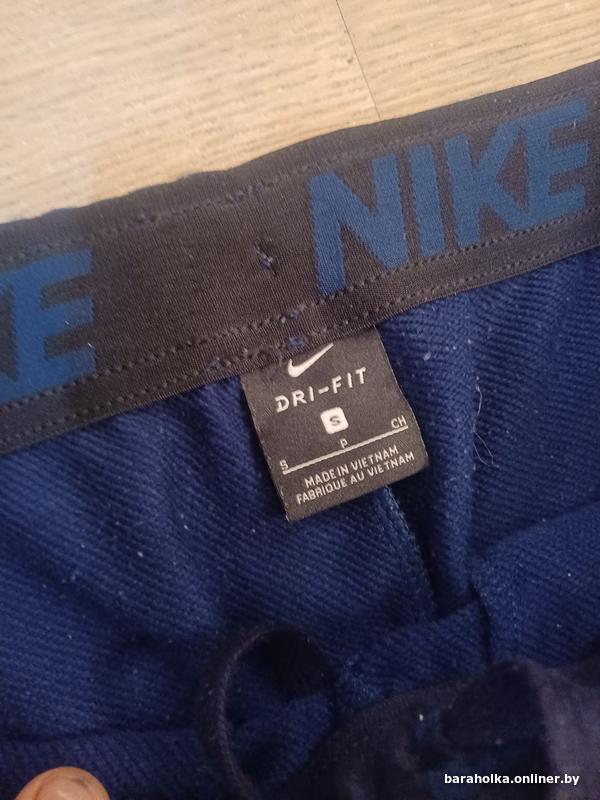 NIKE
KE
DRI-FIT
S
S P CH
MADE IN VIETNAM
FABRIQUE AU VIETNAM
baraholka.onliner.by